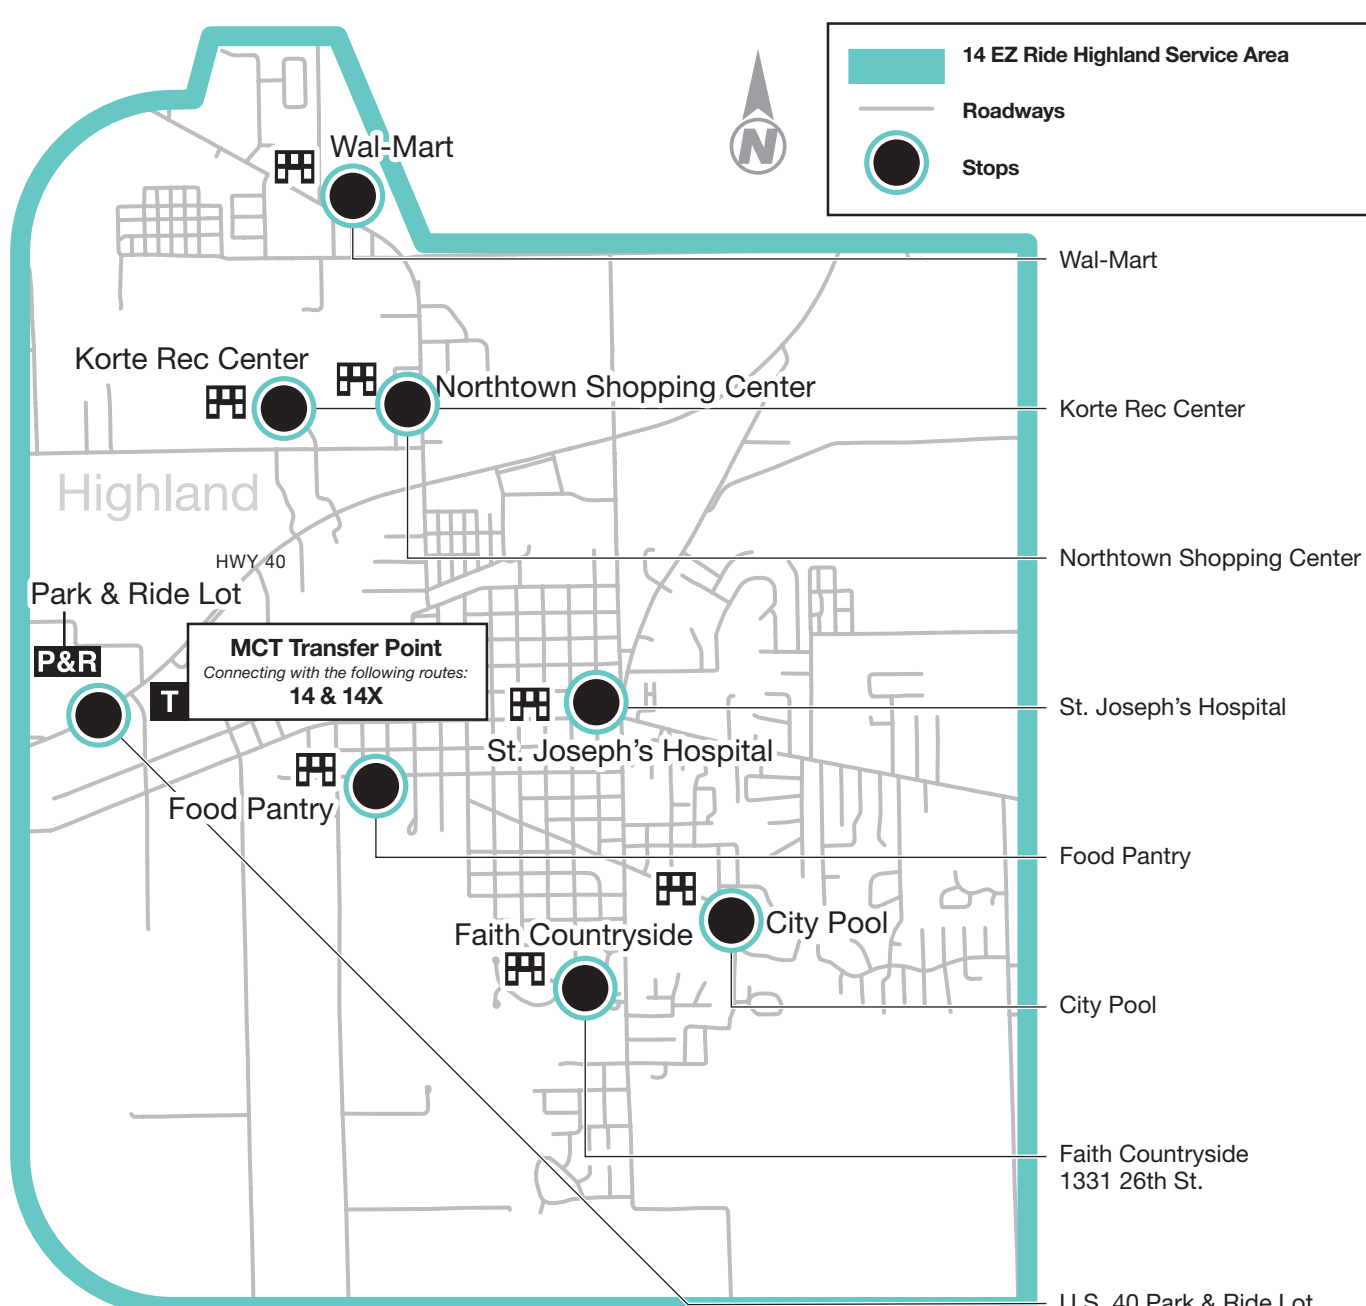 14 EZ Ride Highland Service Area
Roadways
Stops
N
Wal-Mart
Wal-Mart
Korte Rec Center
Northtown Shopping Center
Korte Rec Center
Highland
HWY 40
Northtown Shopping Center
Park & Ride Lot
P&R
T
MCT Transfer Point
Connecting with the following routes:
14 & 14X
St. Joseph's Hospital
St. Joseph's Hospital
Food Pantry
Food Pantry
City Pool
Faith Countryside
City Pool
Faith Countryside
1331 26th St.
U.S. 40 Park & Ride Lot